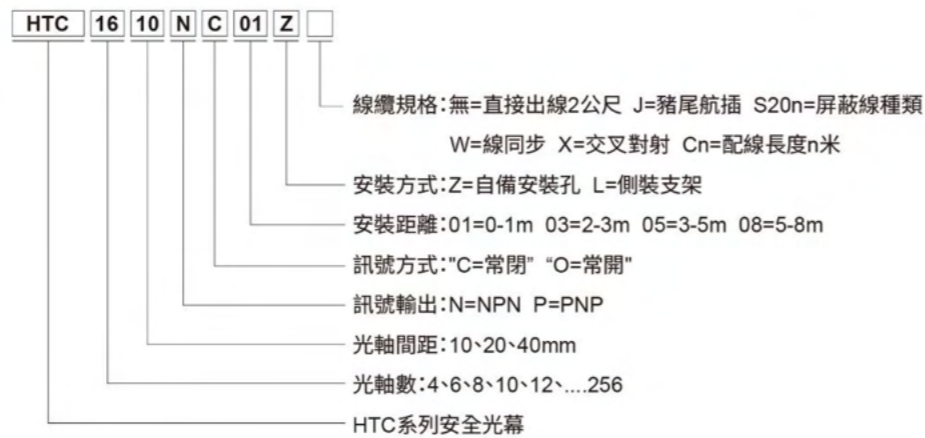 HTC 16 10 N C 01 Z
線纜規格:無=直接出線2公尺 J=豬尾航插 S20n=屏蔽線種類
W=線同步 X=交叉對射 Cn=配線長度n米
安裝方式:Z=自備安裝孔 L=側裝支架
安裝距離:01=0-1m 03=2-3m 05=3-5m 08=5-8m
訊號方式:"C=常閉” “O=常開"
訊號輸出:N=NPN P=PNP
光軸間距:10、20、40mm
光軸數:4、6、8、10、12、....256
HTC系列安全光幕